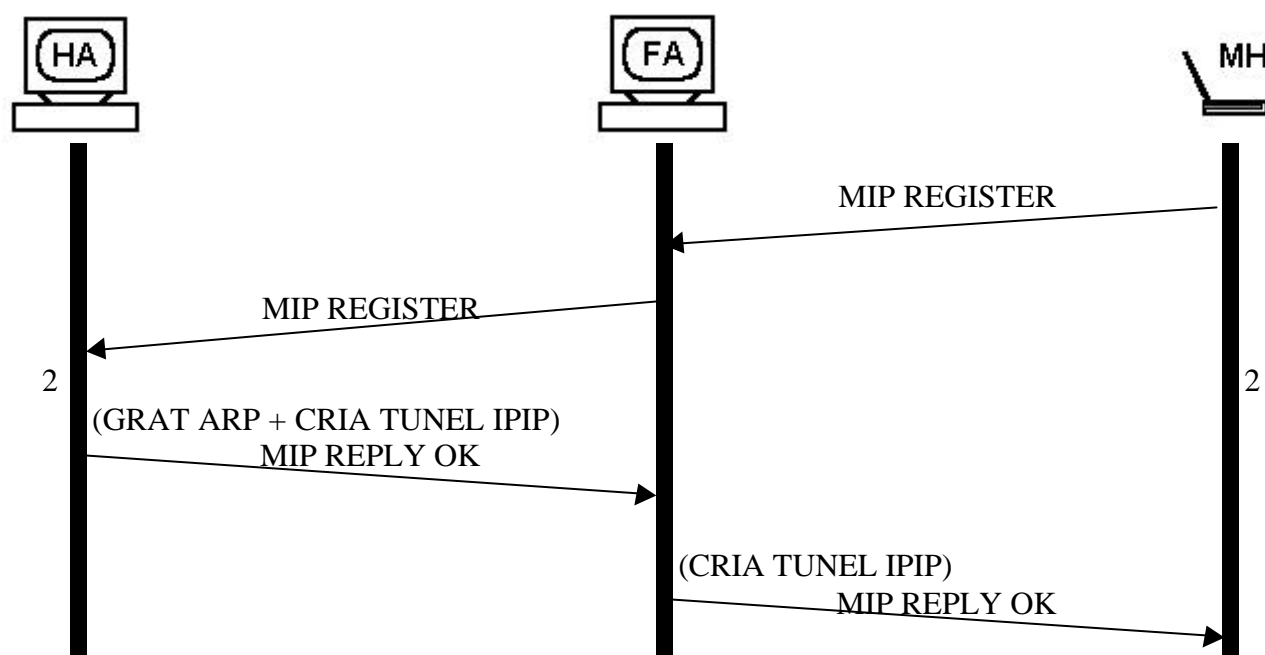 HA
FA
MH
MIP REGISTER
MIP REGISTER
2
2
(GRAT ARP + CRIA TUNEL IPIP)
MIP REPLY OK
(CRIA TUNEL IPIP)
MIP REPLY OK